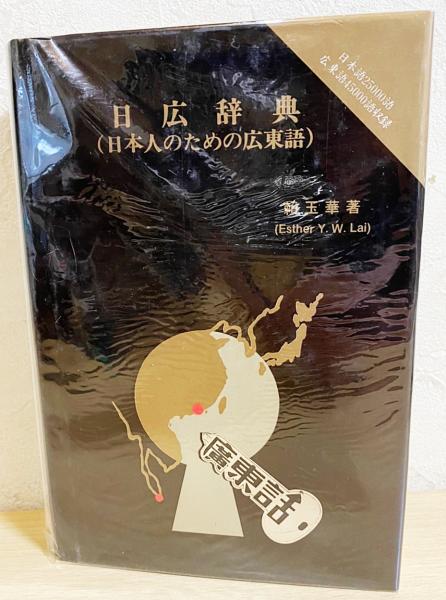 日本語25000語
広東語45000語収録
日広辞典
(日本人のための広東語)
頼玉華著
(Esther Y. W. Lai)
廣東話